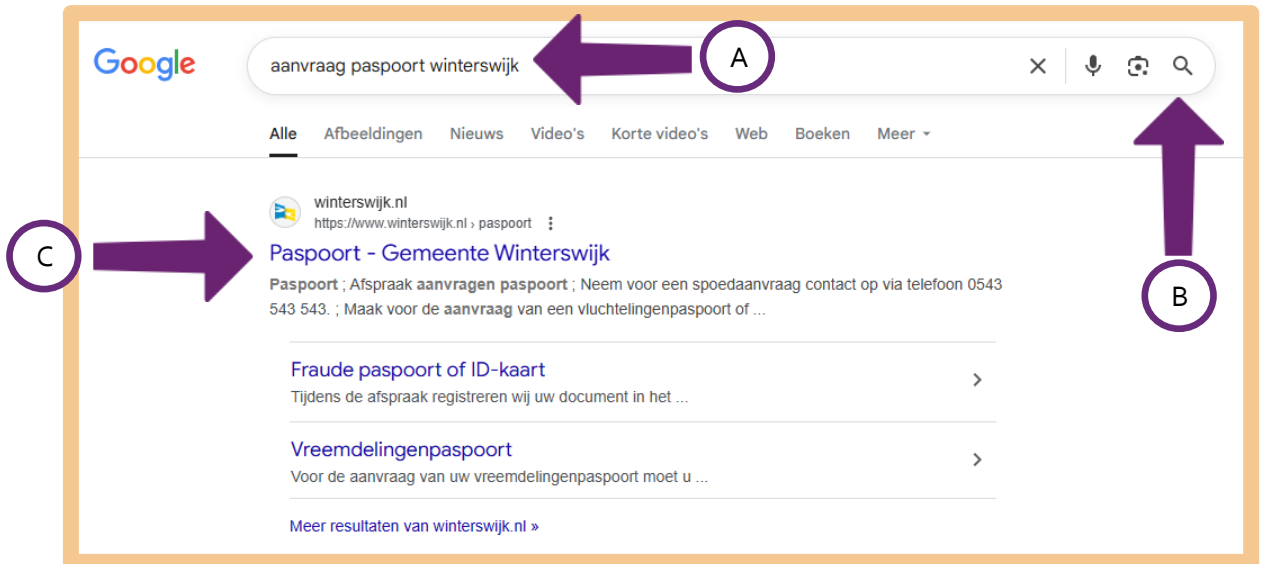 Google
aanvraag paspoort winterswijk
A
Alle Afbeeldingen Nieuws Video's Korte video's Web Boeken Meer
winterswijk.nl
https://www.winterswijk.nl › paspoort
C
Paspoort - Gemeente Winterswijk
Paspoort ; Afspraak aanvragen paspoort ; Neem voor een spoedaanvraag contact op via telefoon 0543
543 543. ; Maak voor de aanvraag van een vluchtelingenpaspoort of ...
B
Fraude paspoort of ID-kaart
Tijdens de afspraak registreren wij uw document in het ...
Vreemdelingenpaspoort
Voor de aanvraag van uw vreemdelingenpaspoort moet u ...
Meer resultaten van winterswijk.nl »